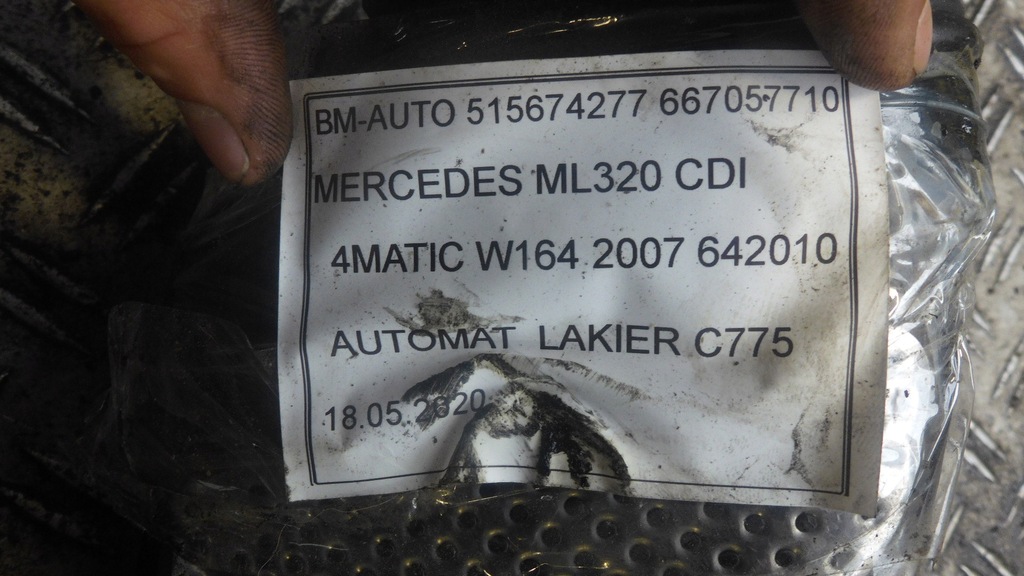 BM-AUTO 515674277 667057710
MERCEDES ML320 CDI
4MATIC W164 2007 642010
AUTOMAT LAKIER C775
18.05.2020